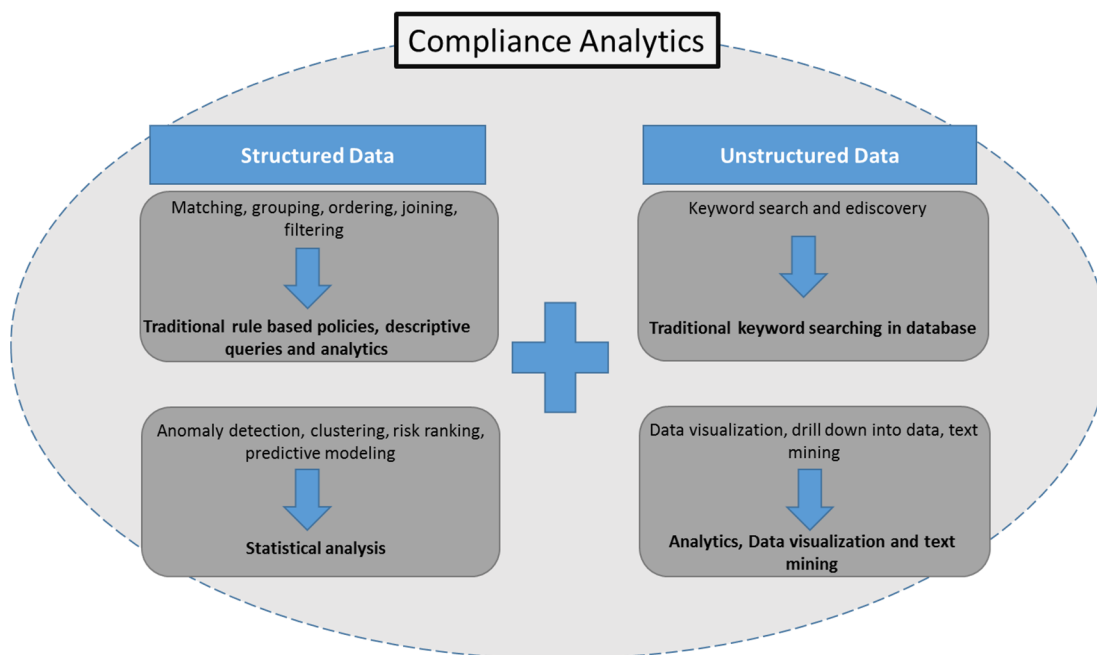 Compliance Analytics
Structured Data
Matching, grouping, ordering, joining,
filtering
Traditional rule based policies, descriptive
queries and analytics
Anomaly detection, clustering, risk ranking,
predictive modeling
Statistical analysis
Unstructured Data
Keyword search and ediscovery
Traditional keyword searching in database
Data visualization, drill down into data, text
mining
Analytics, Data visualization and text
mining